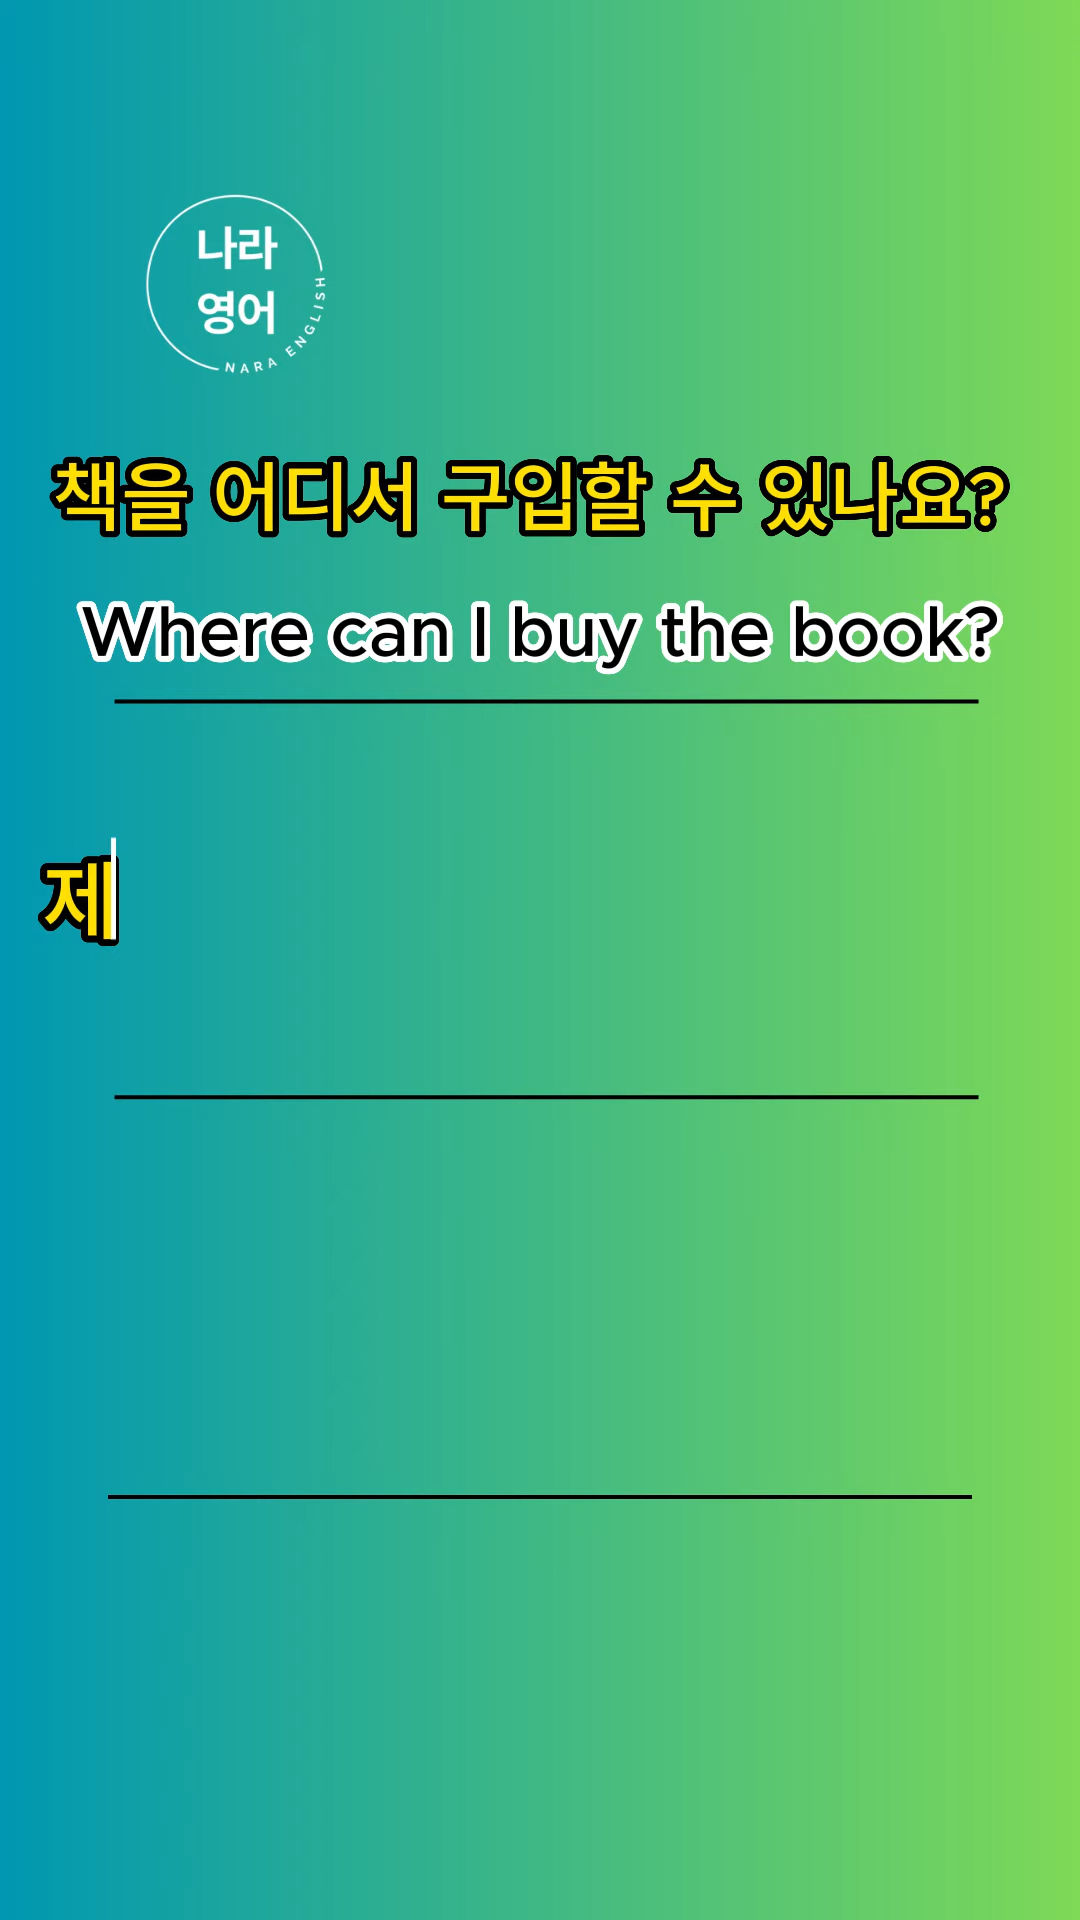 나라
영어
NARA ENGLISH
책을 어디서 구입할 수 있나요?
Where can I buy the book?
제